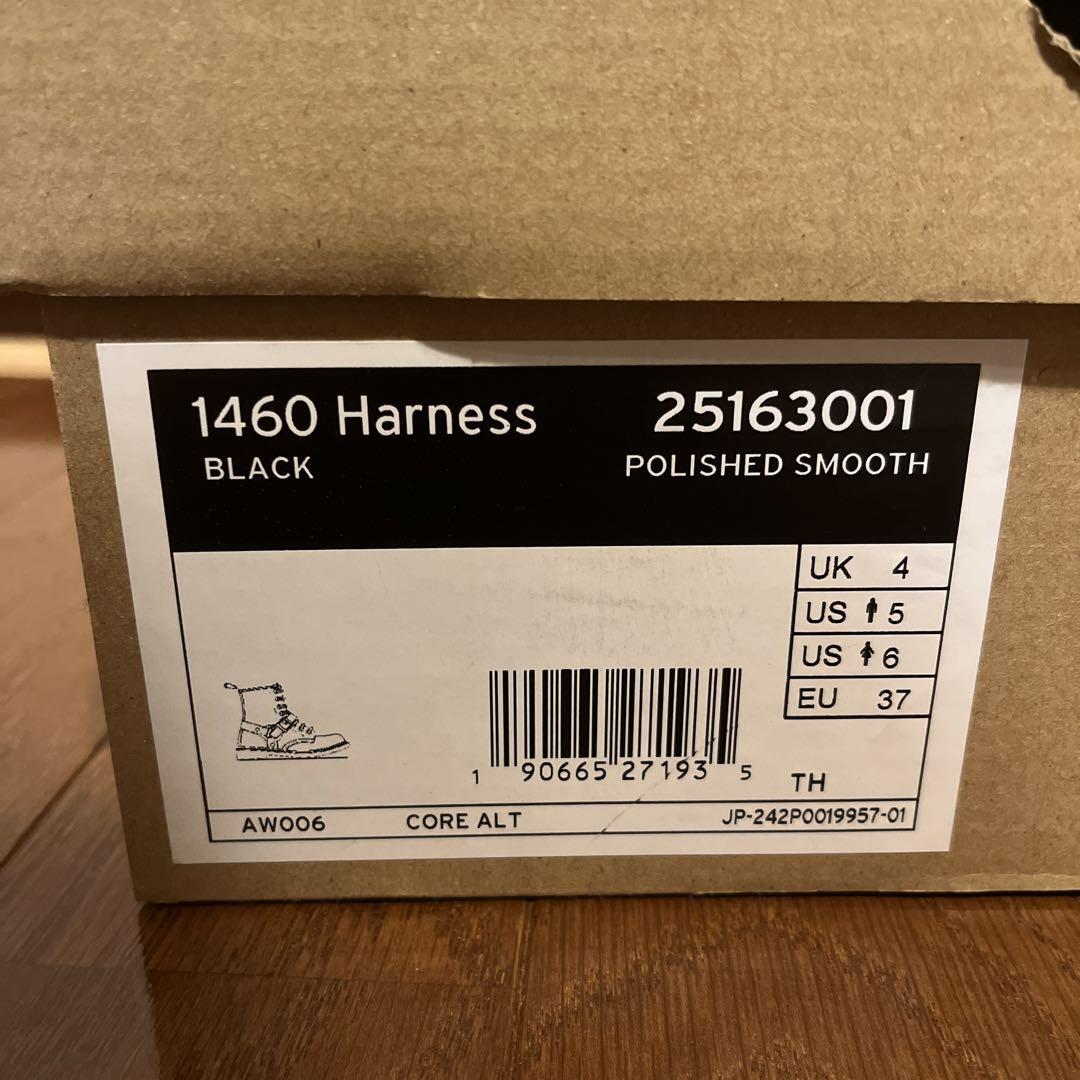 1460 Harness 25163001
BLACK POLISHED SMOOTH
UK 4
US 5
US 6
EU 37
1 90665 27193 5
TH
AW006 CORE ALT JP-242P0019957-01